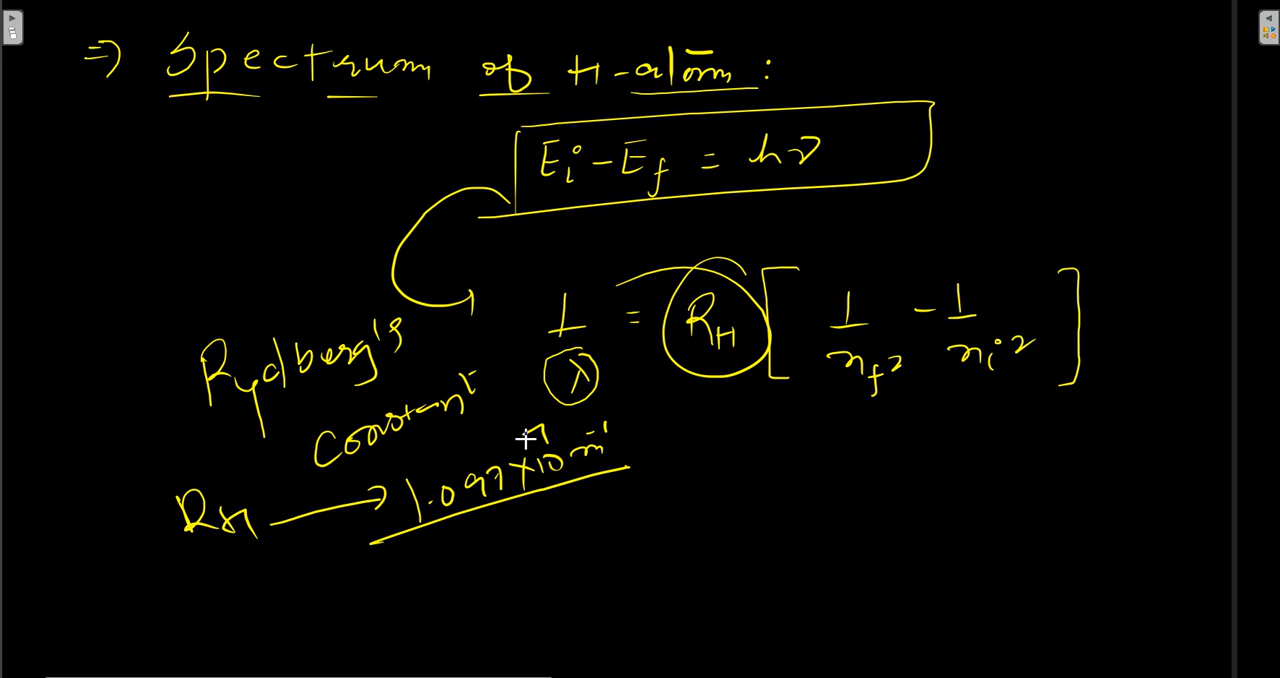 ⇒ Spectrum of H-atom:
Ei - Ef = hν
1/λ = RH [ 1/nf² - 1/ni² ]
Rydberg's
Constant
RH → 1.097×10⁷ m⁻¹